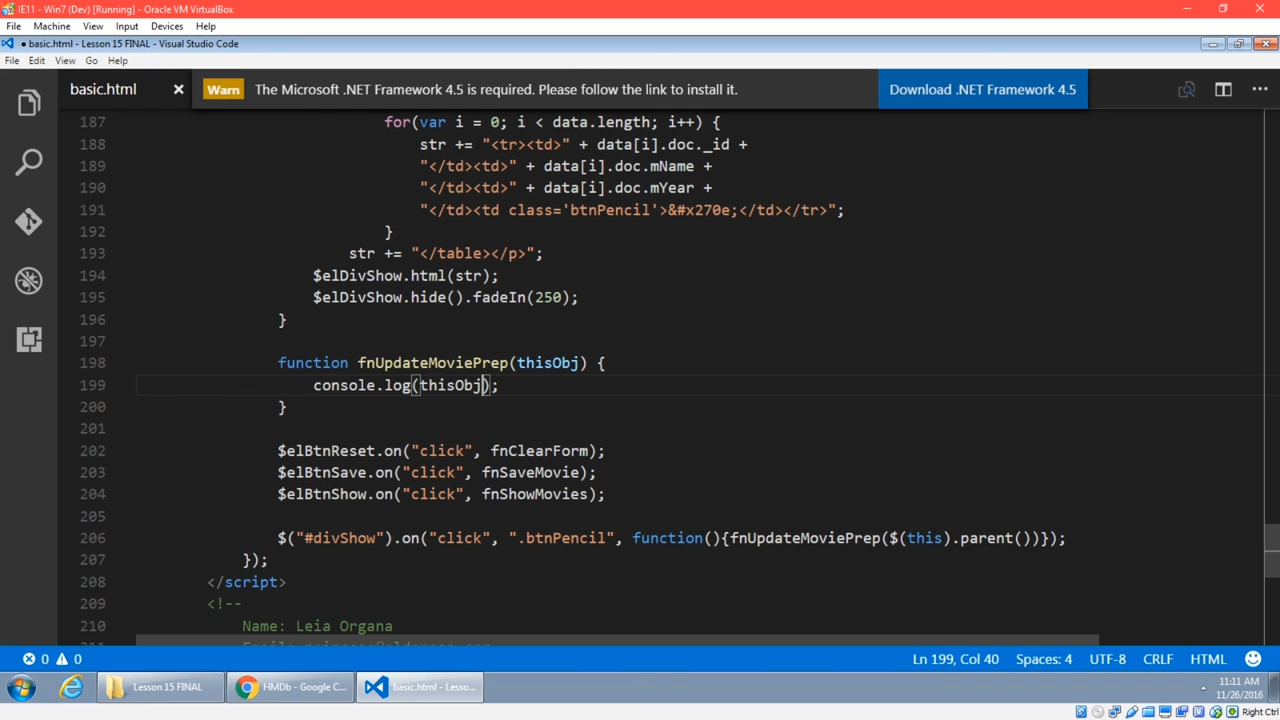 IE11 - Win7 (Dev) [Running] - Oracle VM VirtualBox
File Machine View Input Devices Help
● basic.html - Lesson 15 FINAL - Visual Studio Code
File Edit View Go Help
basic.html
Warn The Microsoft .NET Framework 4.5 is required. Please follow the link to install it. Download .NET Framework 4.5
187 for(var i = 0; i < data.length; i++) {
188 str += "<tr><td>" + data[i].doc._id +
189 "</td><td>" + data[i].doc.mName +
190 "</td><td>" + data[i].doc.mYear +
191 "</td><td class='btnPencil'>&#x270e;</td></tr>";
192 }
193 str += "</table></p>";
194 $elDivShow.html(str);
195 $elDivShow.hide().fadeIn(250);
196 }
197
198 function fnUpdateMoviePrep(thisObj) {
199 console.log(thisObj);
200 }
201
202 $elBtnReset.on("click", fnClearForm);
203 $elBtnSave.on("click", fnSaveMovie);
204 $elBtnShow.on("click", fnShowMovies);
205
206 $("#divShow").on("click", ".btnPencil", function(){fnUpdateMoviePrep($(this).parent())});
207 });
208 </script>
209 <!--
210 Name: Leia Organa
0 0 Ln 199, Col 40 Spaces: 4 UTF-8 CRLF HTML
Lesson 15 FINAL HMDb - Google C... basic.html - Lesso... 11:11 AM
11/26/2016
Right Ctrl